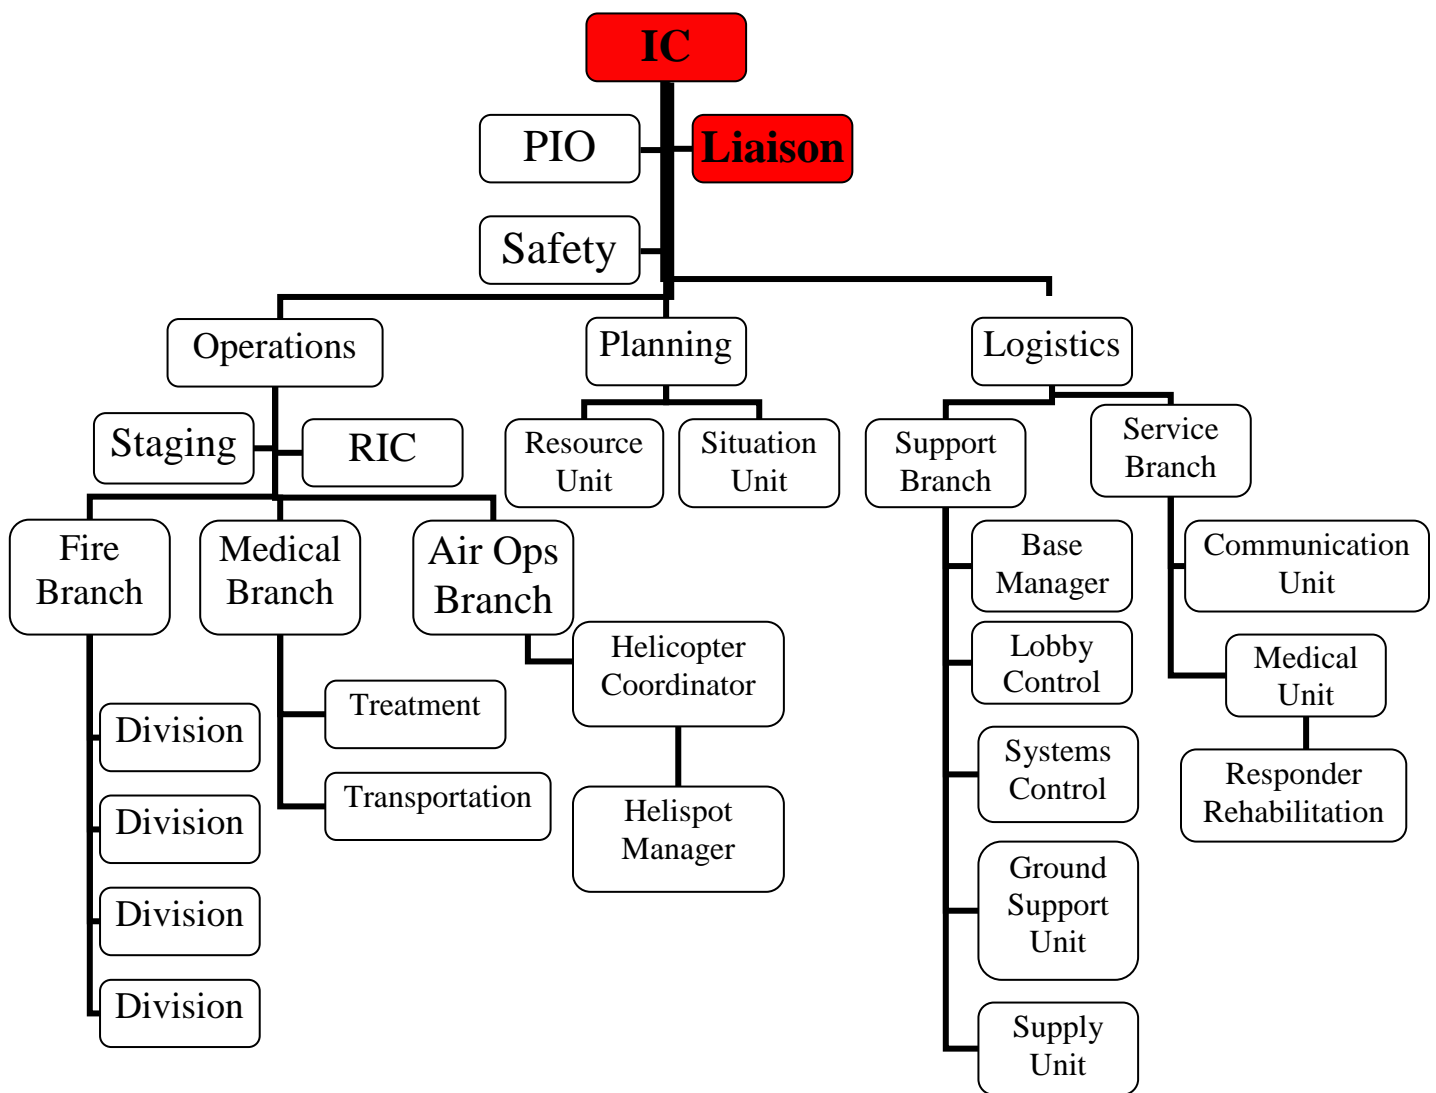 IC
PIO
Liaison
Safety
Operations
Planning
Logistics
Staging
RIC
Resource
Unit
Situation
Unit
Support
Branch
Service
Branch
Fire
Branch
Medical
Branch
Air Ops
Branch
Base
Manager
Communication
Unit
Helicopter
Coordinator
Lobby
Control
Medical
Unit
Treatment
Division
Systems
Control
Responder
Rehabilitation
Transportation
Helispot
Manager
Division
Ground
Support
Unit
Division
Division
Supply
Unit